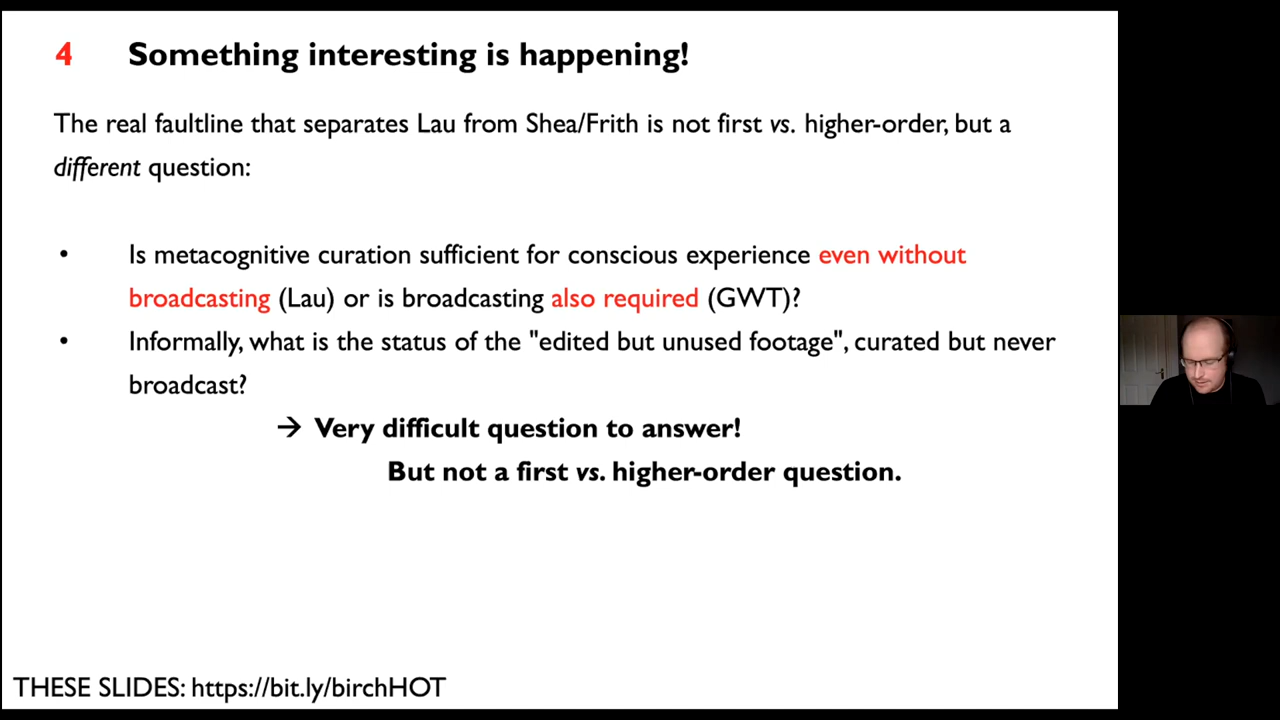 4 Something interesting is happening!
The real faultline that separates Lau from Shea/Frith is not first vs. higher-order, but a
different question:
• Is metacognitive curation sufficient for conscious experience even without
broadcasting (Lau) or is broadcasting also required (GWT)?
• Informally, what is the status of the "edited but unused footage", curated but never
broadcast?
→ Very difficult question to answer!
But not a first vs. higher-order question.
THESE SLIDES: https://bit.ly/birchHOT